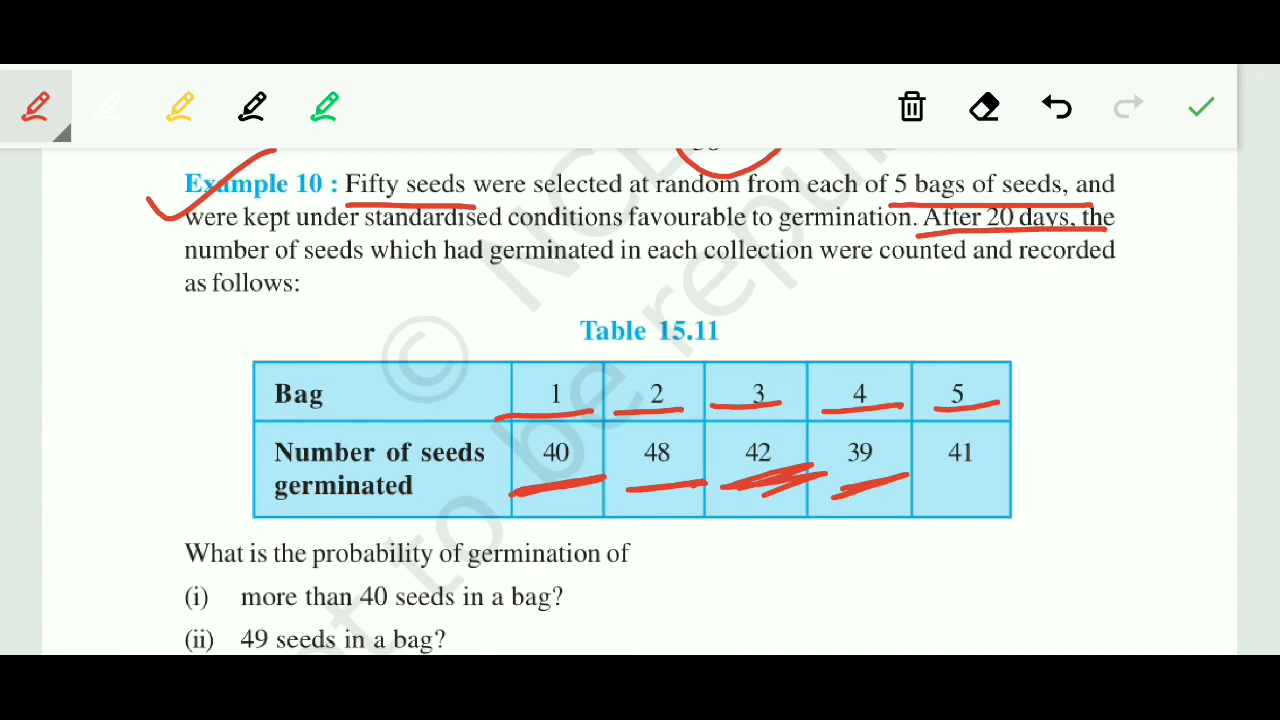 Example 10 : Fifty seeds were selected at random from each of 5 bags of seeds, and
were kept under standardised conditions favourable to germination. After 20 days, the
number of seeds which had germinated in each collection were counted and recorded
as follows:
Table 15.11
Bag 1 2 3 4 5
Number of seeds 40 48 42 39 41
germinated
What is the probability of germination of
(i) more than 40 seeds in a bag?
(ii) 49 seeds in a bag?